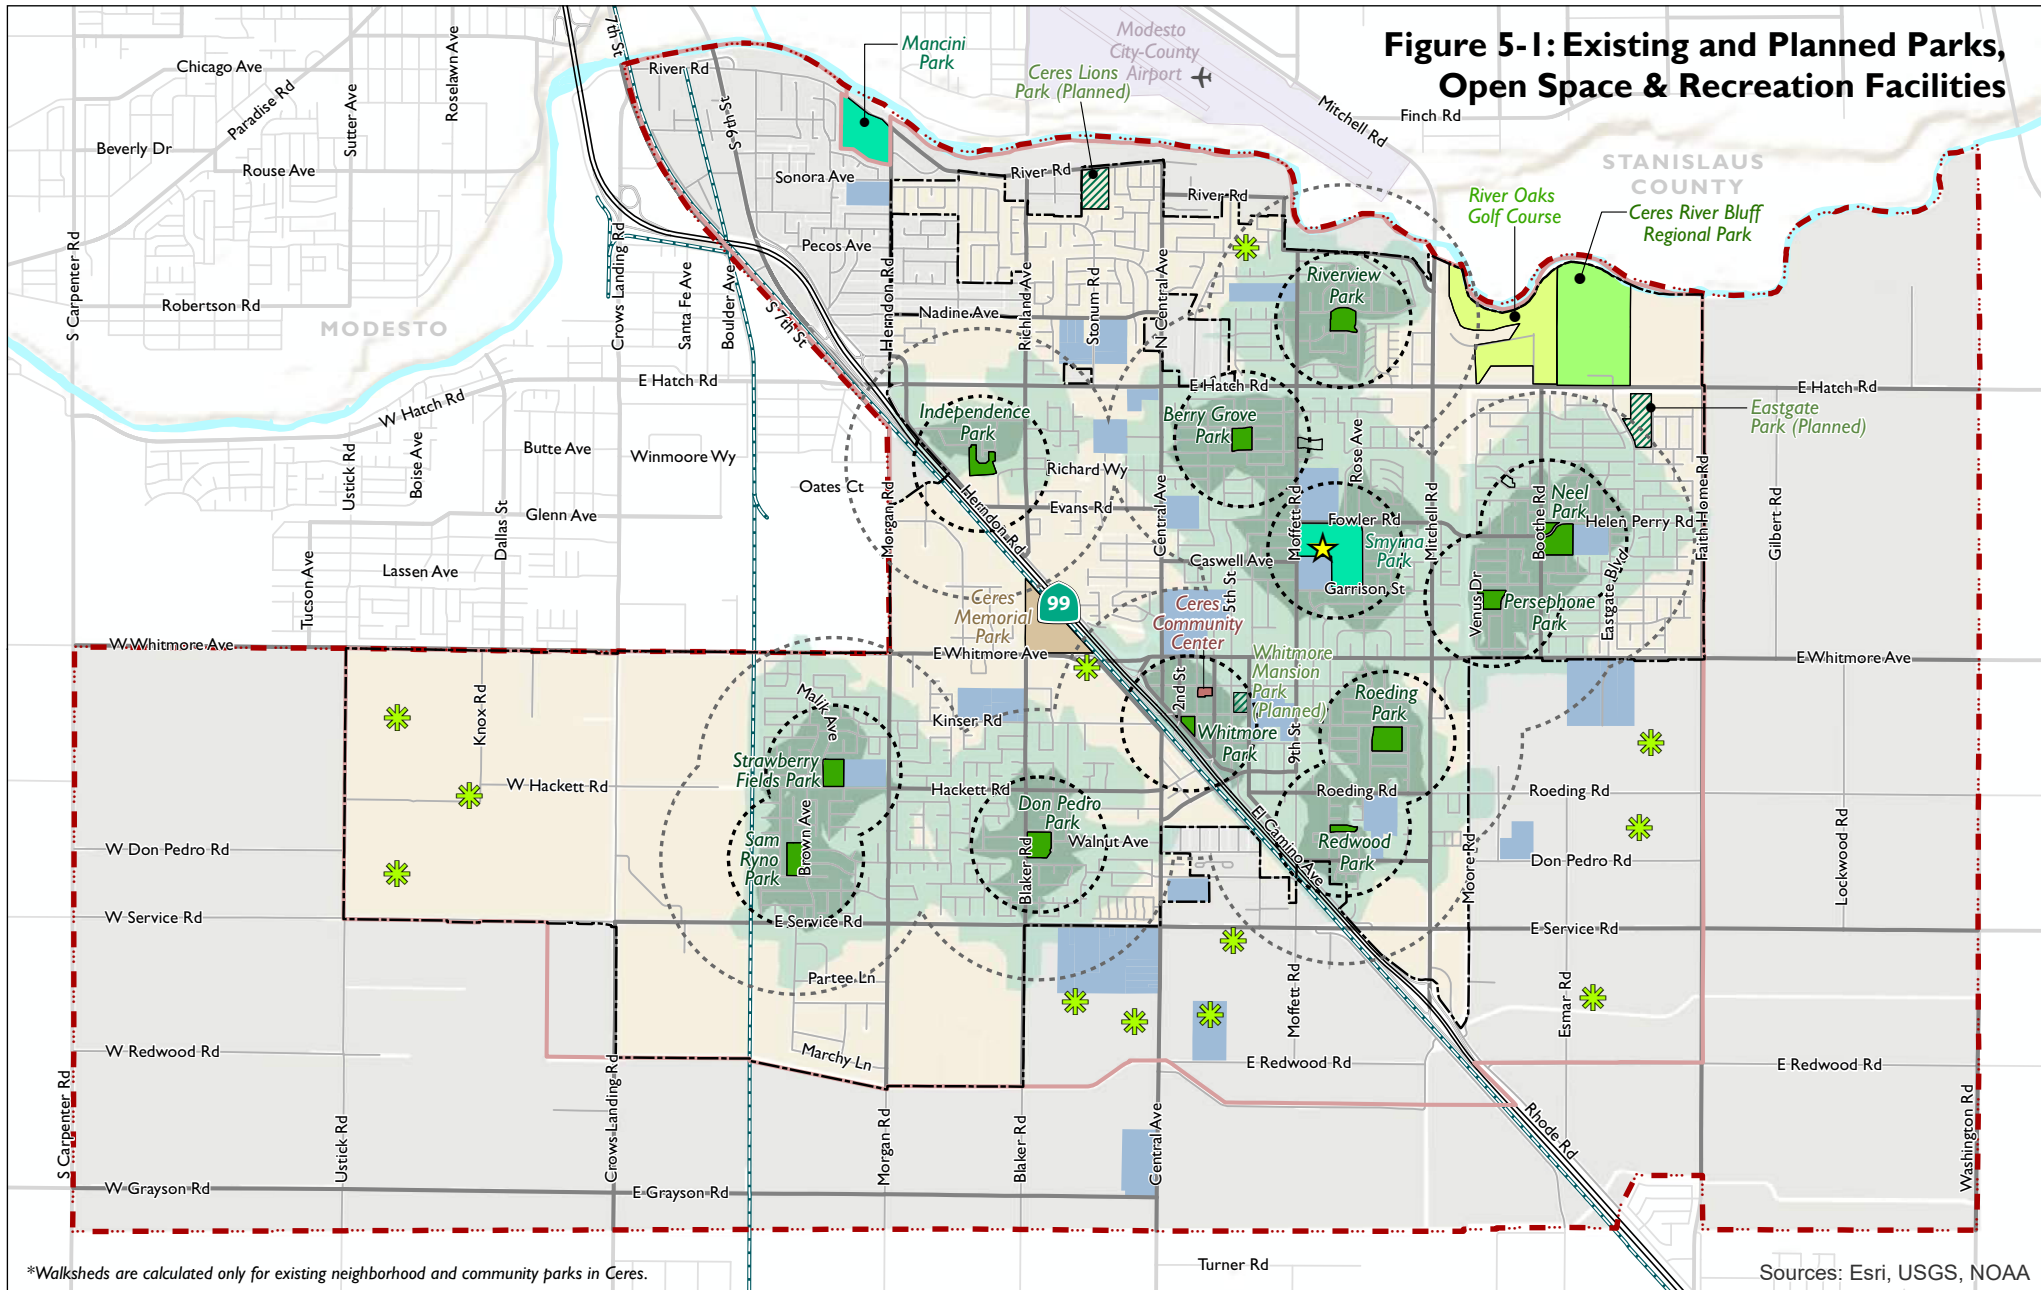 Figure 5-1: Existing and Planned Parks,
Open Space & Recreation Facilities
Mancini
Park
Ceres Lions
Park (Planned)
Modesto
City-County
Airport
Mitchell Rd
Finch Rd
STANISLAUS
COUNTY
River Oaks
Golf Course
Ceres River Bluff
Regional Park
7th St
River Rd
S 9th St
Chicago Ave
Paradise Rd
Sutter Ave
Roselawn Ave
Beverly Dr
Rouse Ave
Sonora Ave
River Rd
River Rd
Pecos Ave
S Carpenter Rd
Robertson Rd
MODESTO
Crows Landing Rd
Santa Fe Ave
Boulder Ave
S 7th St
Herndon Rd
Nadine Ave
Richland Ave
Stonum Rd
N Central Ave
Riverview
Park
E Hatch Rd
E Hatch Rd
E Hatch Rd
W Hatch Rd
Independence
Park
Berry Grove
Park
Eastgate
Park (Planned)
Ustick Rd
Boise Ave
Butte Ave
Winmoore Wy
Oates Ct
Richard Wy
Rose Ave
Dallas St
Glenn Ave
Morgan Rd
Herndon Rd
Evans Rd
Central Ave
Moffett Rd
Fowler Rd
Smyrna
Park
Mitchell Rd
Neel
Park
Boothe Rd
Helen Perry Rd
Faith Home Rd
Gilbert Rd
Tucson Ave
Lassen Ave
Caswell Ave
5th St
Garrison St
Venus Dr
Persephone
Park
Eastgate Blvd
99
Ceres
Memorial
Park
Ceres
Community
Center
W Whitmore Ave
E Whitmore Ave
E Whitmore Ave
Whitmore
Mansion
Park
(Planned)
Knox Rd
Malik Ave
Kinser Rd
2nd St
Whitmore
Park
9th St
Roeding
Park
Strawberry
Fields Park
W Hackett Rd
Hackett Rd
Roeding Rd
Roeding Rd
Don Pedro
Park
El Camino Ave
Sam
Ryno
Park
Brown Ave
Blaker Rd
Walnut Ave
Redwood
Park
Moore Rd
W Don Pedro Rd
Don Pedro Rd
Lockwood Rd
W Service Rd
E Service Rd
E Service Rd
Partee Ln
Moffett Rd
Esmar Rd
W Redwood Rd
Marchy Ln
E Redwood Rd
E Redwood Rd
S Carpenter Rd
Ustick Rd
Crows Landing Rd
Morgan Rd
Blaker Rd
Central Ave
Rhode Rd
Washington Rd
W Grayson Rd
E Grayson Rd
Turner Rd
*Walksheds are calculated only for existing neighborhood and community parks in Ceres.
Sources: Esri, USGS, NOAA